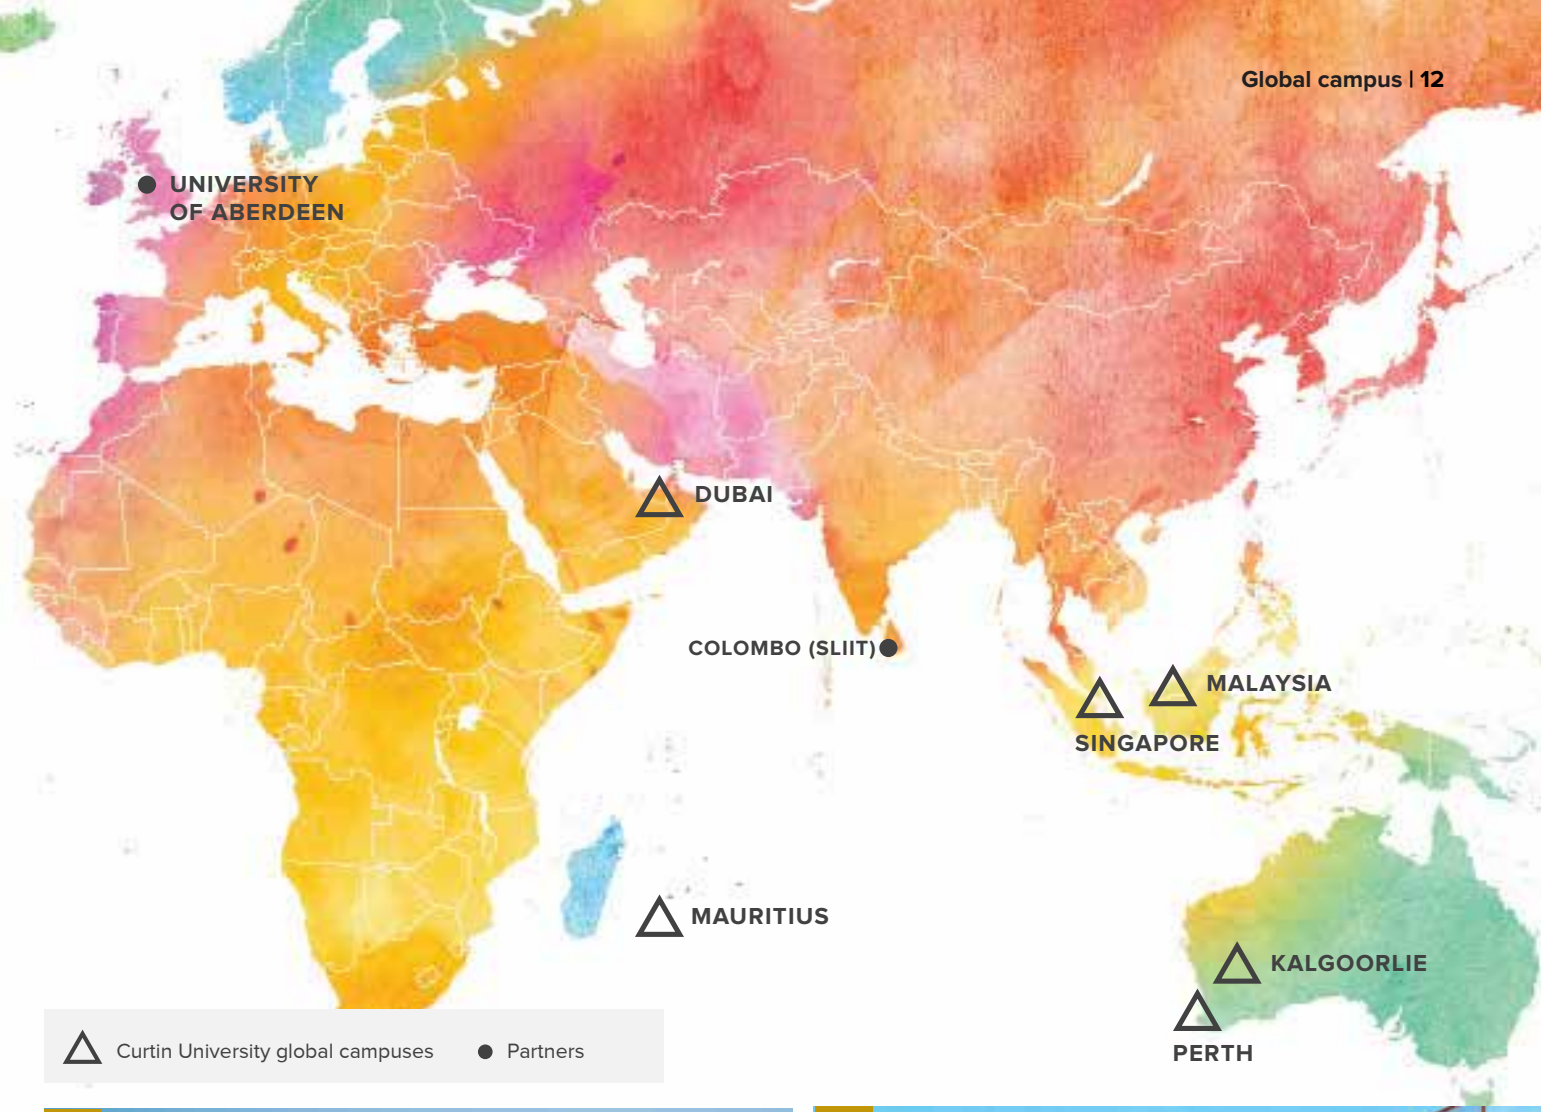 Global campus | 12
UNIVERSITY
OF ABERDEEN
DUBAI
COLOMBO (SLIIT)
MALAYSIA
SINGAPORE
MAURITIUS
KALGOORLIE
PERTH
Curtin University global campuses
Partners